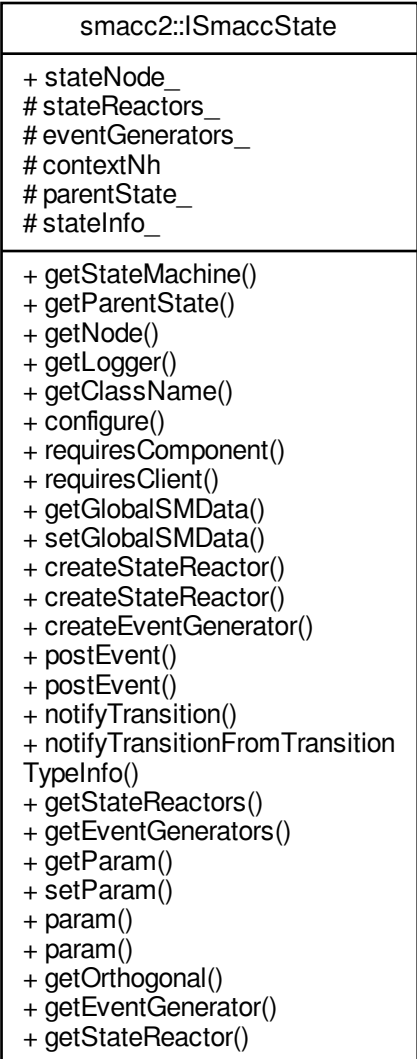 smacc2::ISmaccState
+ stateNode_
# stateReactors_
# eventGenerators_
# contextNh
# parentState_
# stateInfo_
+ getStateMachine()
+ getParentState()
+ getNode()
+ getLogger()
+ getClassName()
+ configure()
+ requiresComponent()
+ requiresClient()
+ getGlobalSMData()
+ setGlobalSMData()
+ createStateReactor()
+ createStateReactor()
+ createEventGenerator()
+ postEvent()
+ postEvent()
+ notifyTransition()
+ notifyTransitionFromTransition
TypeInfo()
+ getStateReactors()
+ getEventGenerators()
+ getParam()
+ setParam()
+ param()
+ param()
+ getOrthogonal()
+ getEventGenerator()
+ getStateReactor()